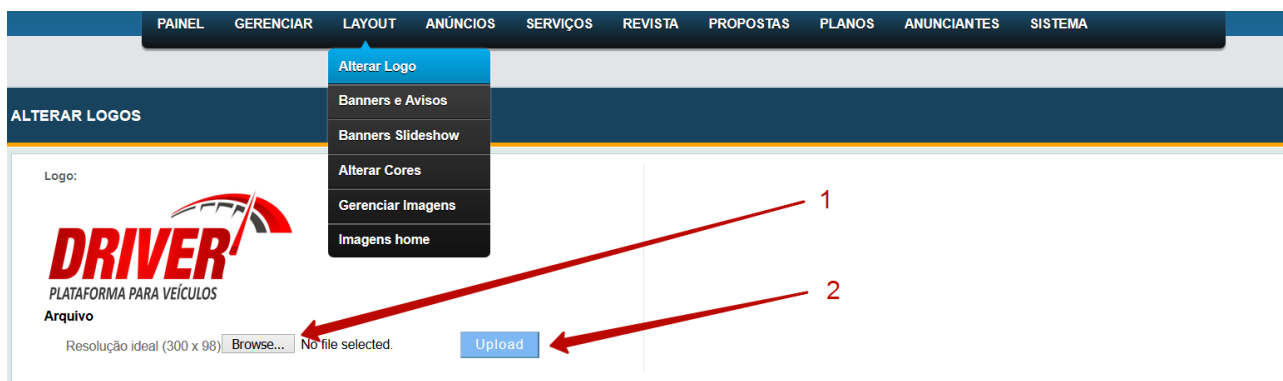 PAINEL GERENCIAR LAYOUT ANÚNCIOS SERVIÇOS REVISTA PROPOSTAS PLANOS ANUNCIANTES SISTEMA
Alterar Logo
Banners e Avisos
ALTERAR LOGOS
Banners Slideshow
Alterar Cores
Logo:
Gerenciar Imagens
1
Imagens home
DRIVER
PLATAFORMA PARA VEÍCULOS
2
Arquivo
Resolução ideal (300 x 98) Browse... No file selected. Upload